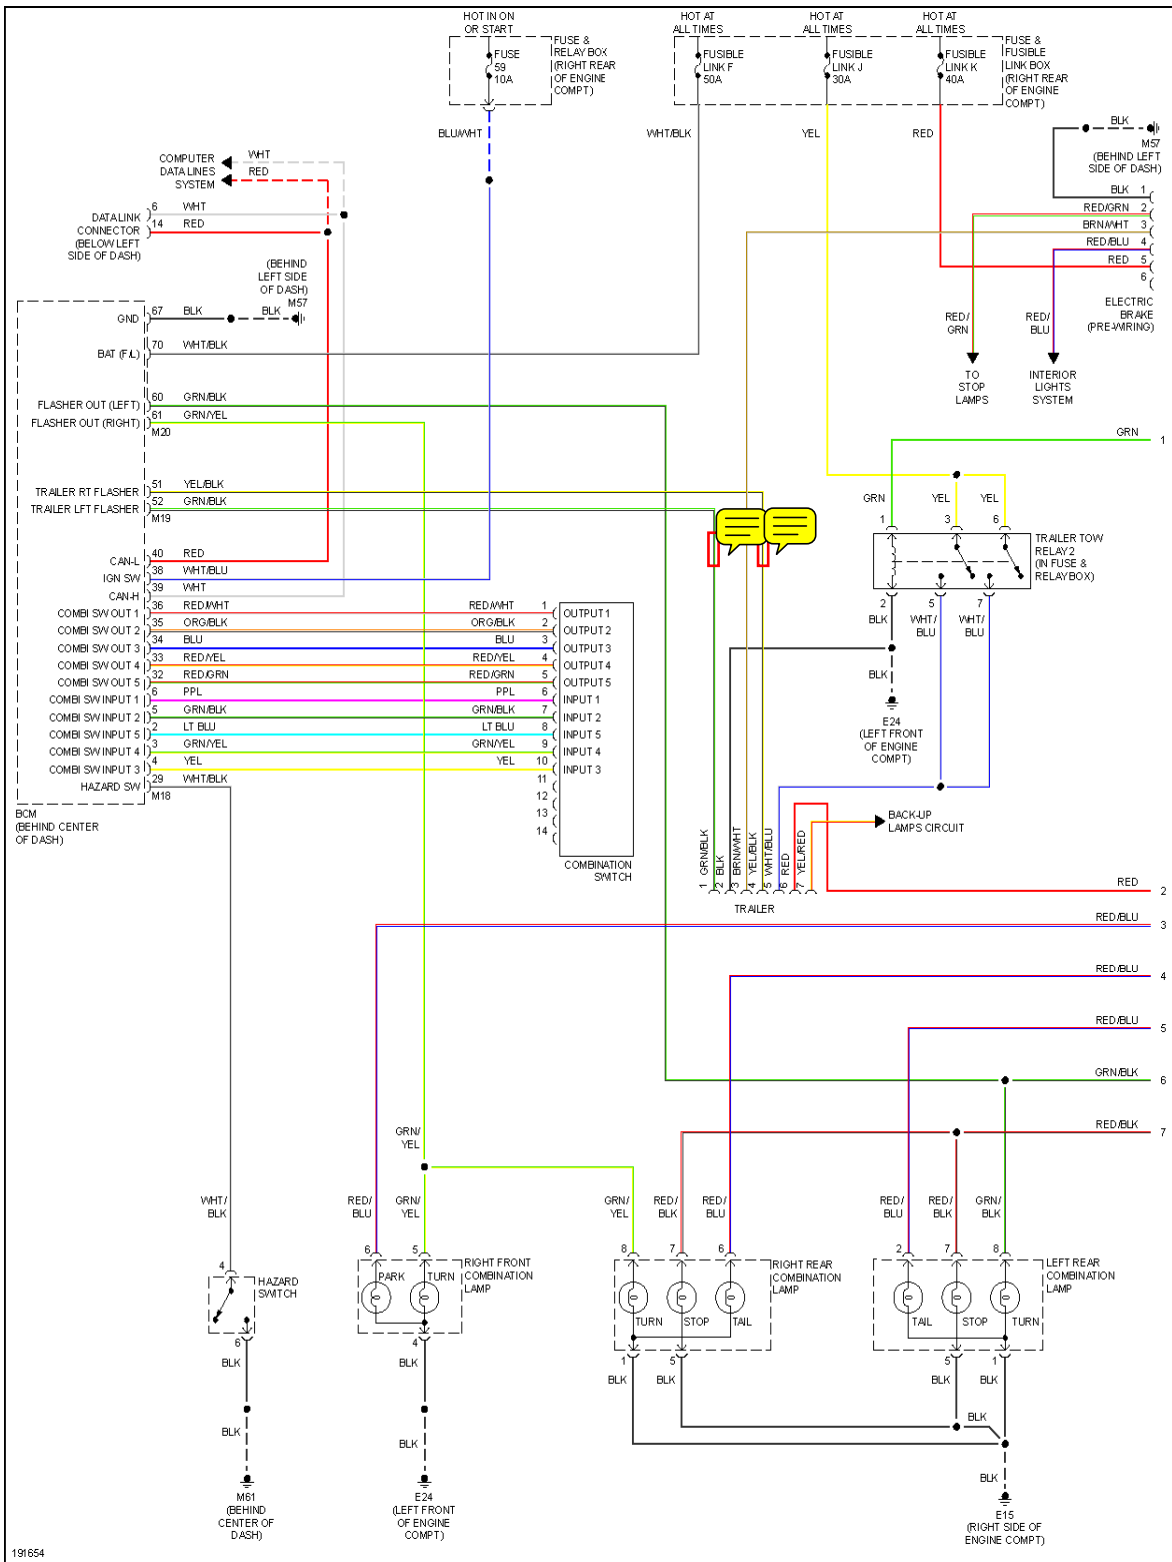 HOT IN ON
OR START
HOT AT
ALL TIMES
HOT AT
ALL TIMES
HOT AT
ALL TIMES
FUSE
59
10A
FUSE &
RELAY BOX
(RIGHT REAR
OF ENGINE
COMPT)
FUSIBLE
LINK F
50A
FUSIBLE
LINK J
30A
FUSIBLE
LINK K
40A
FUSE &
FUSIBLE
LINK BOX
(RIGHT REAR
OF ENGINE
COMPT)
BLU/WHT
WHT/BLK
YEL
RED
BLK
M57
(BEHIND LEFT
SIDE OF DASH)
COMPUTER
DATA LINES
SYSTEM
WHT
RED
DATA LINK
CONNECTOR
(BELOW LEFT
SIDE OF DASH)
6 WHT
14 RED
BLK 1
RED/GRN 2
BRN/WHT 3
RED/BLU 4
RED 5
6
ELECTRIC
BRAKE
(PRE-WIRING)
RED/
GRN
RED/
BLU
TO
STOP
LAMPS
INTERIOR
LIGHTS
SYSTEM
(BEHIND
LEFT SIDE
OF DASH)
M57
GND 67 BLK BLK
BAT (F/L) 70 WHT/BLK
FLASHER OUT (LEFT) 60 GRN/BLK
FLASHER OUT (RIGHT) 61 GRN/YEL
M20
TRAILER RT FLASHER 51 YEL/BLK
TRAILER LFT FLASHER 52 GRN/BLK
M19
CAN-L 40 RED
IGN SW 38 WHT/BLU
CAN-H 39 WHT
COMBI SW OUT 1 36 RED/WHT RED/WHT 1 OUTPUT 1
COMBI SW OUT 2 35 ORG/BLK ORG/BLK 2 OUTPUT 2
COMBI SW OUT 3 34 BLU BLU 3 OUTPUT 3
COMBI SW OUT 4 33 RED/YEL RED/YEL 4 OUTPUT 4
COMBI SW OUT 5 32 RED/GRN RED/GRN 5 OUTPUT 5
COMBI SW INPUT 1 6 PPL PPL 6 INPUT 1
COMBI SW INPUT 2 5 GRN/BLK GRN/BLK 7 INPUT 2
COMBI SW INPUT 5 2 LT BLU LT BLU 8 INPUT 5
COMBI SW INPUT 4 3 GRN/YEL GRN/YEL 9 INPUT 4
COMBI SW INPUT 3 4 YEL YEL 10 INPUT 3
HAZARD SW 29 WHT/BLK 11
M18
12
13
14
BCM
(BEHIND CENTER
OF DASH)
COMBINATION
SWITCH
GRN 1
GRN YEL YEL
1 3 6
TRAILER TOW
RELAY 2
(IN FUSE &
RELAY BOX)
2 5 7
BLK
WHT/
BLU
WHT/
BLU
BLK
E24
(LEFT FRONT
OF ENGINE
COMPT)
BACK-UP
LAMPS CIRCUIT
1 GRN/BLK
2 BLK
3 BRN/WHT
4 YEL/BLK
5 WHT/BLU
6 RED
7 YEL/RED
TRAILER
RED 2
RED/BLU 3
RED/BLU 4
RED/BLU 5
GRN/BLK 6
RED/BLK 7
GRN/
YEL
WHT/
BLK
RED/
BLU
GRN/
YEL
GRN/
YEL
RED/
BLK
RED/
BLU
RED/
BLU
RED/
BLK
GRN/
BLK
4
HAZARD
SWITCH
6
BLK
BLK
M61
(BEHIND
CENTER OF
DASH)
6 5
PARK TURN
RIGHT FRONT
COMBINATION
LAMP
4
BLK
BLK
E24
(LEFT FRONT
OF ENGINE
COMPT)
8 7 6
TURN STOP TAIL
RIGHT REAR
COMBINATION
LAMP
1 5
BLK BLK
2 7 8
TAIL STOP TURN
LEFT REAR
COMBINATION
LAMP
5 1
BLK BLK
BLK
BLK
E15
(RIGHT SIDE OF
ENGINE COMPT)
191654